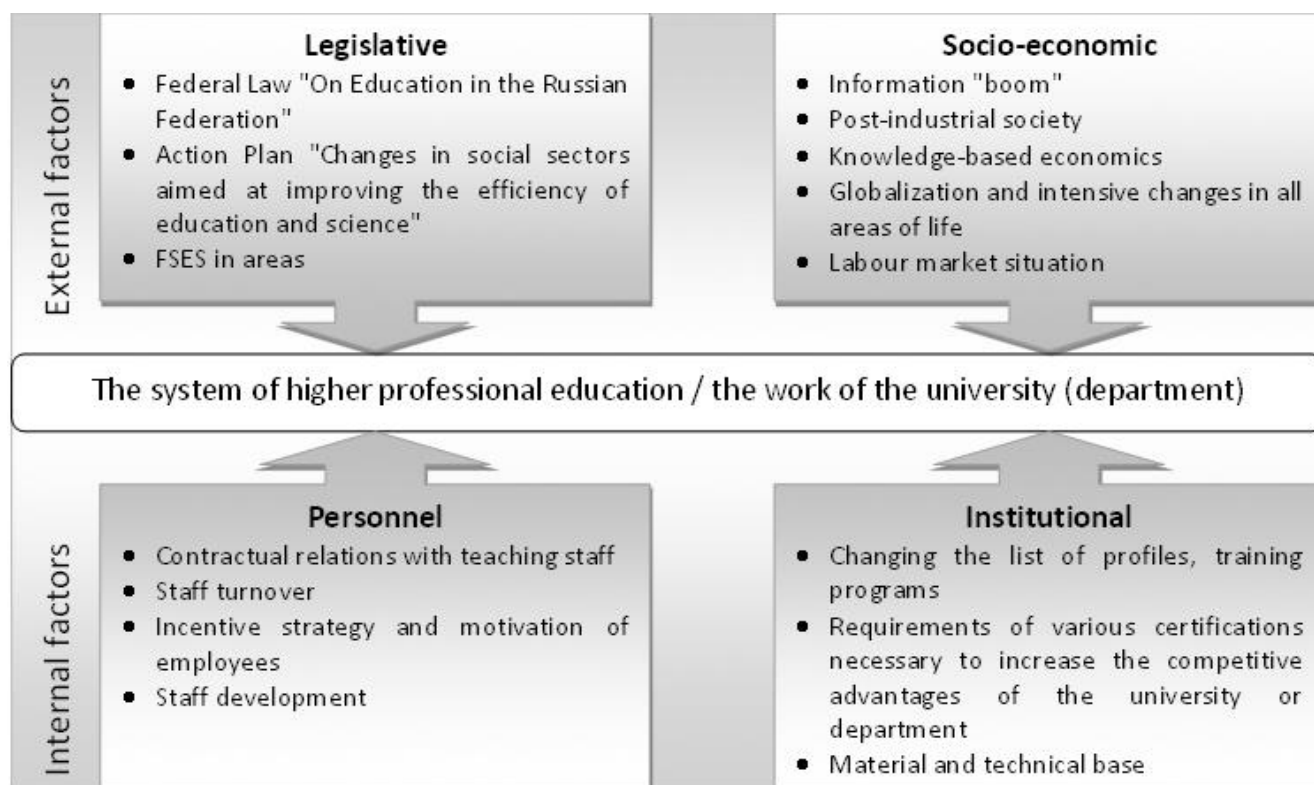 External factors
Legislative
• Federal Law "On Education in the Russian
Federation"
• Action Plan "Changes in social sectors
aimed at improving the efficiency of
education and science"
• FSES in areas
Socio-economic
• Information "boom"
• Post-industrial society
• Knowledge-based economics
• Globalization and intensive changes in all
areas of life
• Labour market situation
The system of higher professional education / the work of the university (department)
Internal factors
Personnel
• Contractual relations with teaching staff
• Staff turnover
• Incentive strategy and motivation of
employees
• Staff development
Institutional
• Changing the list of profiles, training
programs
• Requirements of various certifications
necessary to increase the competitive
advantages of the university or
department
• Material and technical base